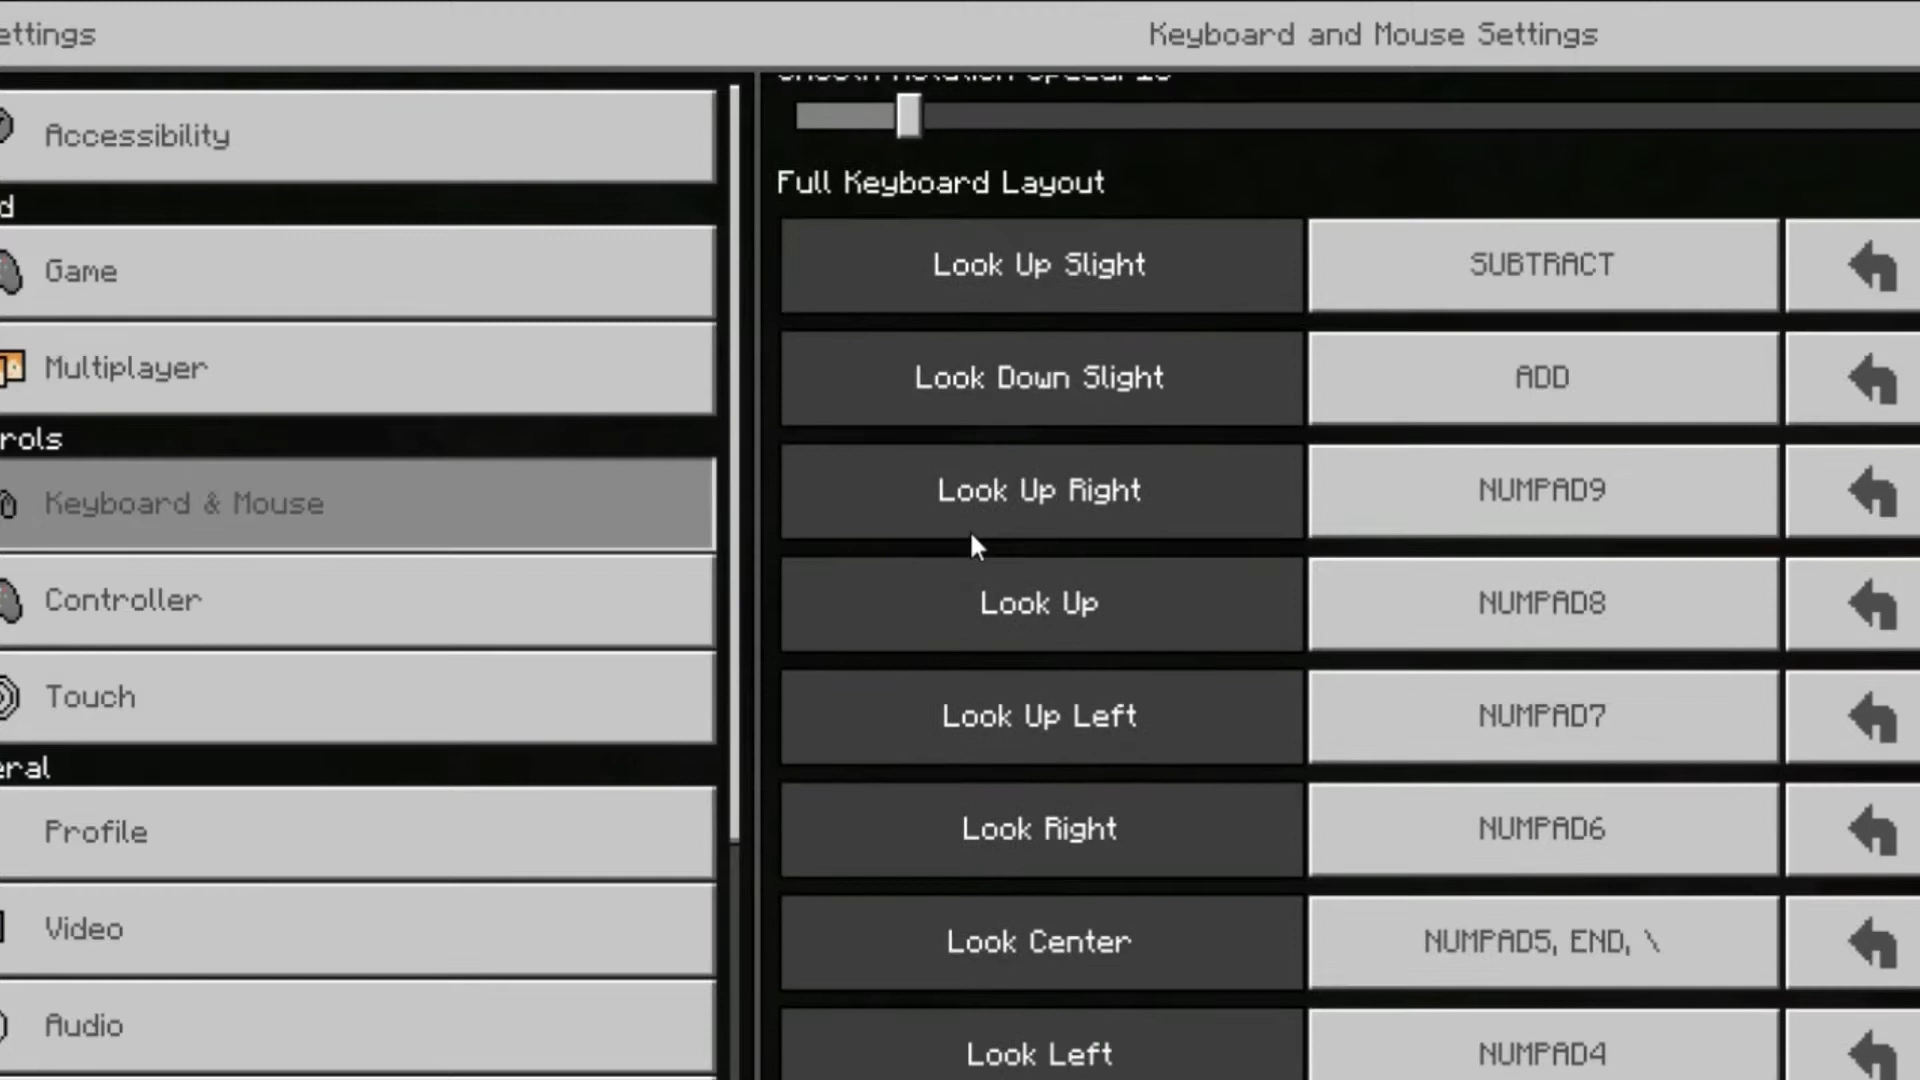 ettings
Keyboard and Mouse Settings
Accessibility
d
Game
Multiplayer
rols
Keyboard & Mouse
Controller
Touch
eral
Profile
Video
Audio
Full Keyboard Layout
Look Up Slight SUBTRACT
Look Down Slight ADD
Look Up Right NUMPAD9
Look Up NUMPAD8
Look Up Left NUMPAD7
Look Right NUMPAD6
Look Center NUMPAD5, END, \
Look Left NUMPAD4